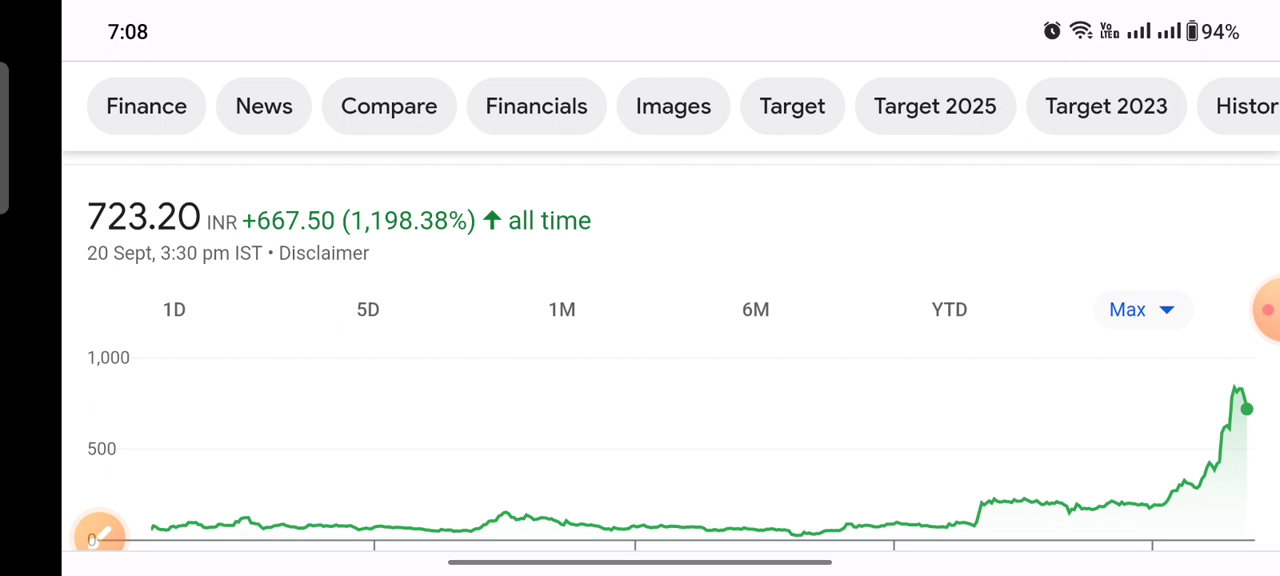 7:08 Vo LTED 94%
Finance News Compare Financials Images Target Target 2025 Target 2023 Histor
723.20 INR +667.50 (1,198.38%) ↑ all time
20 Sept, 3:30 pm IST • Disclaimer
1D 5D 1M 6M YTD Max
1,000
500
0